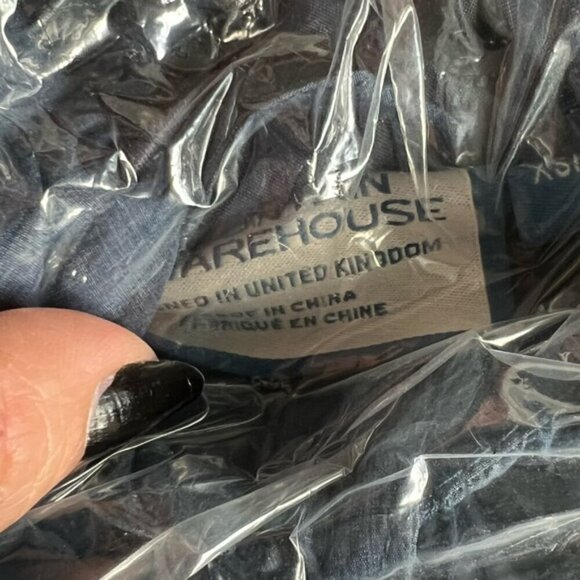 WAREHOUSE
IN UNITED KINGDOM
IN CHINA
FABRIQUÉ EN CHINE